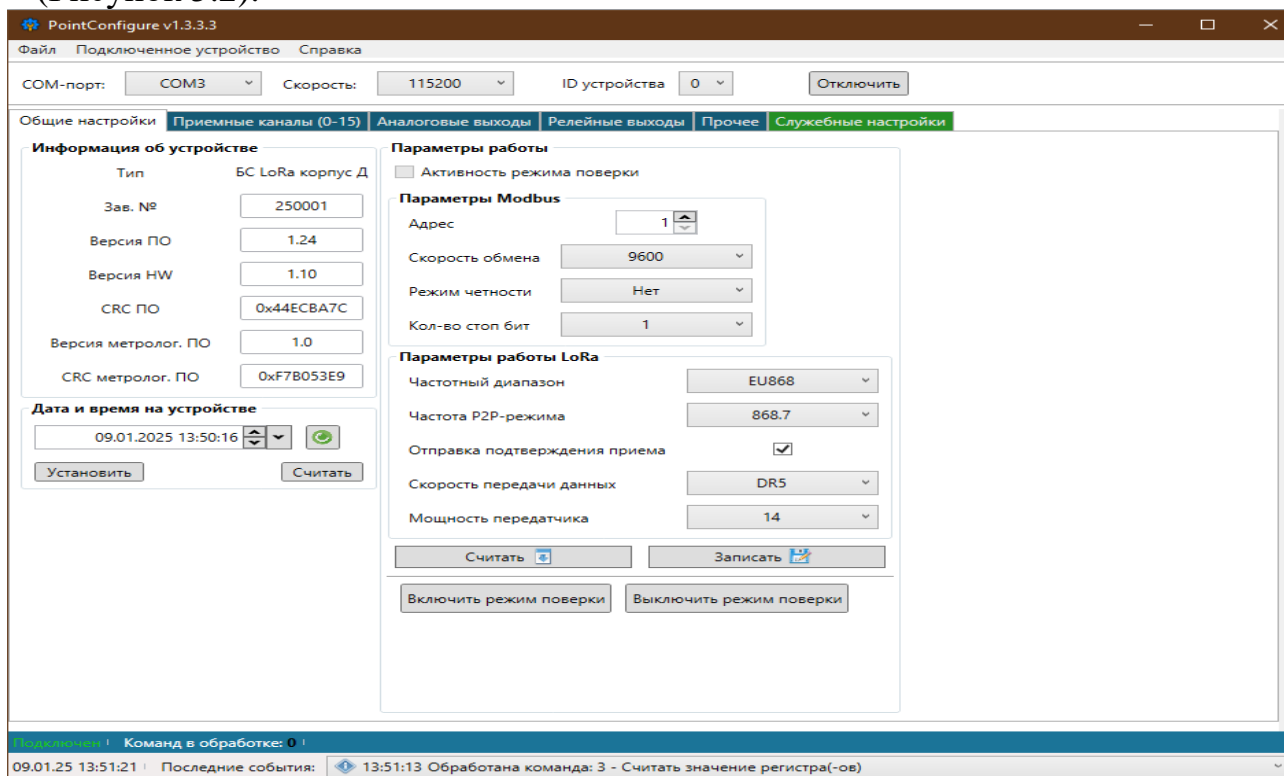 (Рисунок 3.2).
PointConfigure v1.3.3.3
Файл Подключенное устройство Справка
COM-порт: COM3 Скорость: 115200 ID устройства 0 Отключить
Общие настройки Приемные каналы (0-15) Аналоговые выходы Релейные выходы Прочее Служебные настройки
Информация об устройстве
Тип БС LoRa корпус Д
Зав. № 250001
Версия ПО 1.24
Версия HW 1.10
CRC ПО 0x44ECBA7C
Версия метролог. ПО 1.0
CRC метролог. ПО 0xF7B053E9
Дата и время на устройстве
09.01.2025 13:50:16
Установить Считать
Параметры работы
Активность режима поверки
Параметры Modbus
Адрес 1
Скорость обмена 9600
Режим четности Нет
Кол-во стоп бит 1
Параметры работы LoRa
Частотный диапазон EU868
Частота P2P-режима 868.7
Отправка подтверждения приема
Скорость передачи данных DR5
Мощность передатчика 14
Считать Записать
Включить режим поверки Выключить режим поверки
Подключен Команд в обработке: 0
09.01.25 13:51:21 Последние события: 13:51:13 Обработана команда: 3 - Считать значение регистра(-ов)